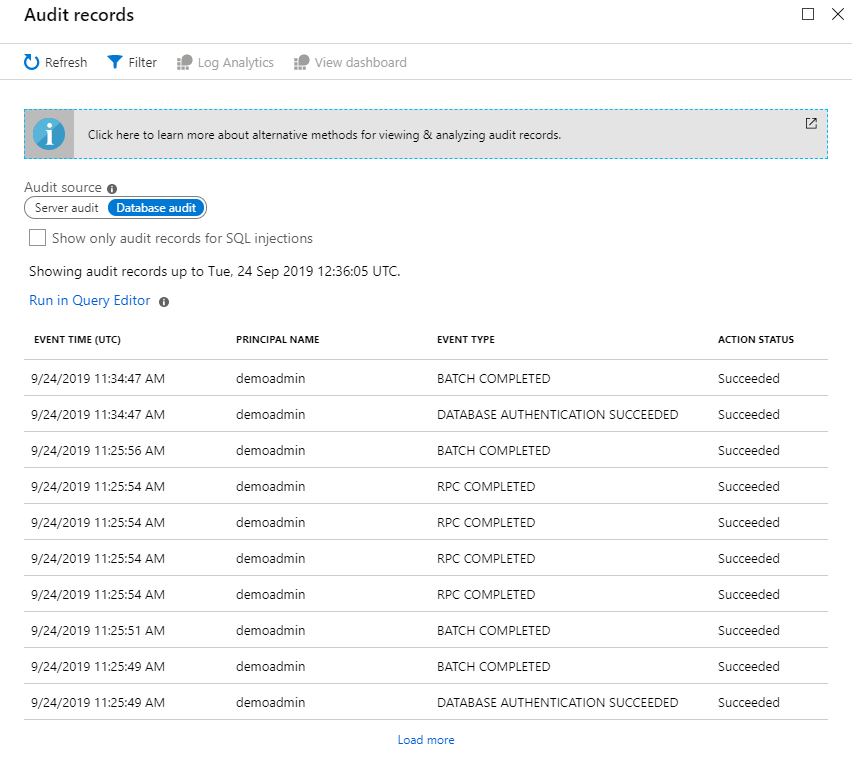 Audit records
Refresh Filter Log Analytics View dashboard
Click here to learn more about alternative methods for viewing & analyzing audit records.
Audit source
Server audit Database audit
Show only audit records for SQL injections
Showing audit records up to Tue, 24 Sep 2019 12:36:05 UTC.
Run in Query Editor
EVENT TIME (UTC) PRINCIPAL NAME EVENT TYPE ACTION STATUS
9/24/2019 11:34:47 AM demoadmin BATCH COMPLETED Succeeded
9/24/2019 11:34:47 AM demoadmin DATABASE AUTHENTICATION SUCCEEDED Succeeded
9/24/2019 11:25:56 AM demoadmin BATCH COMPLETED Succeeded
9/24/2019 11:25:54 AM demoadmin RPC COMPLETED Succeeded
9/24/2019 11:25:54 AM demoadmin RPC COMPLETED Succeeded
9/24/2019 11:25:54 AM demoadmin RPC COMPLETED Succeeded
9/24/2019 11:25:54 AM demoadmin RPC COMPLETED Succeeded
9/24/2019 11:25:51 AM demoadmin BATCH COMPLETED Succeeded
9/24/2019 11:25:49 AM demoadmin BATCH COMPLETED Succeeded
9/24/2019 11:25:49 AM demoadmin DATABASE AUTHENTICATION SUCCEEDED Succeeded
Load more